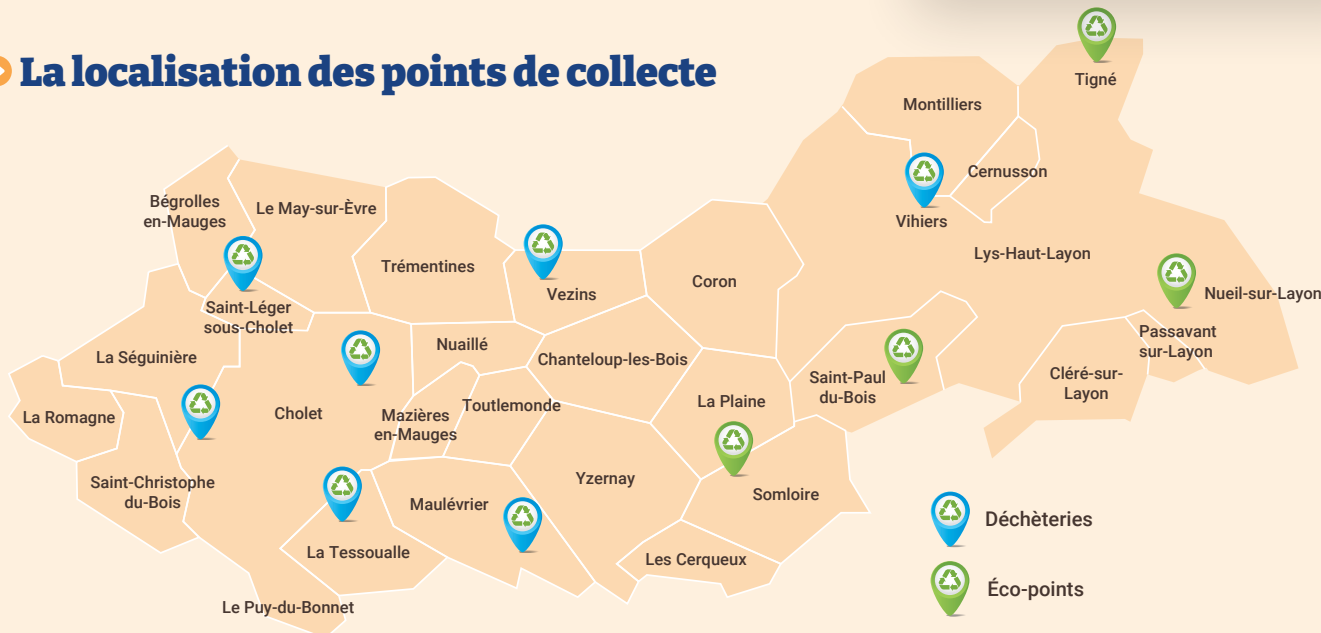 La localisation des points de collecte
Tigné
Montilliers
Cernusson
Bégrolles
en-Mauges
Le May-sur-Èvre
Vihiers
Trémentines
Lys-Haut-Layon
Coron
Vezins
Nueil-sur-Layon
Saint-Léger
sous-Cholet
Passavant
sur-Layon
Nuaillé
La Séguinière
Chanteloup-les-Bois
Cléré-sur-
Layon
Saint-Paul
du-Bois
La Plaine
Toutlemonde
La Romagne
Cholet
Mazières
en-Mauges
Yzernay
Saint-Christophe
du-Bois
Somloire
Maulévrier
Déchèteries
La Tessoualle
Les Cerqueux
Éco-points
Le Puy-du-Bonnet